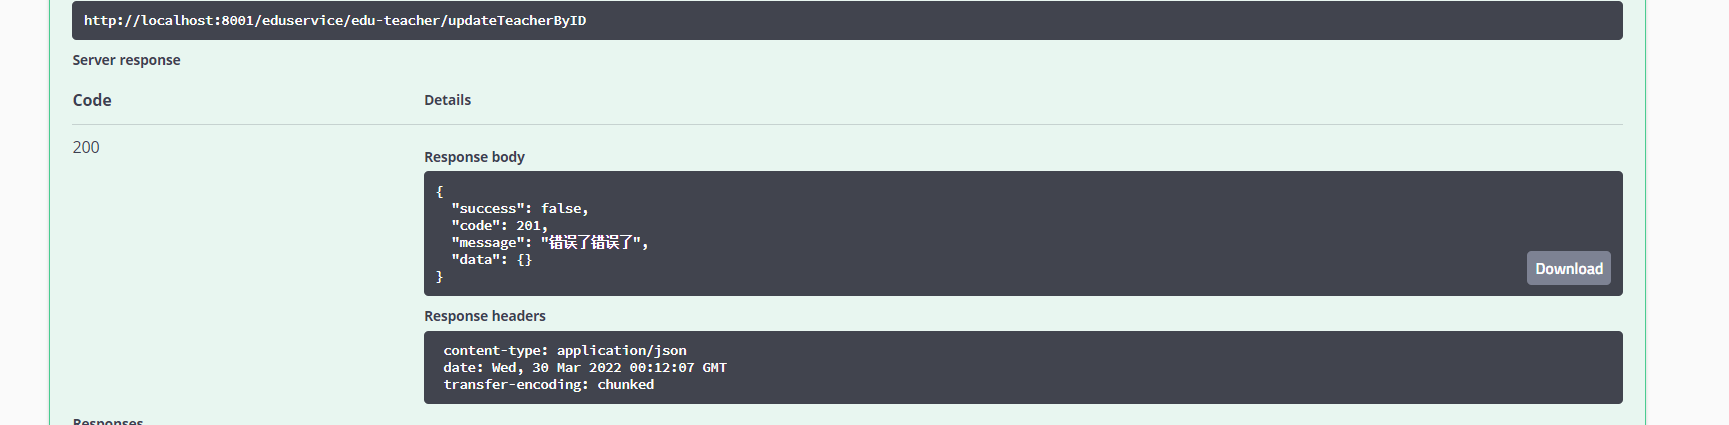 http://localhost:8001/eduservice/edu-teacher/updateTeacherByID
Server response
Code Details
200
Response body
{
  "success": false,
  "code": 201,
  "message": "错误了错误了",
  "data": {}
}
Download
Response headers
content-type: application/json
date: Wed, 30 Mar 2022 00:12:07 GMT
transfer-encoding: chunked
Responses